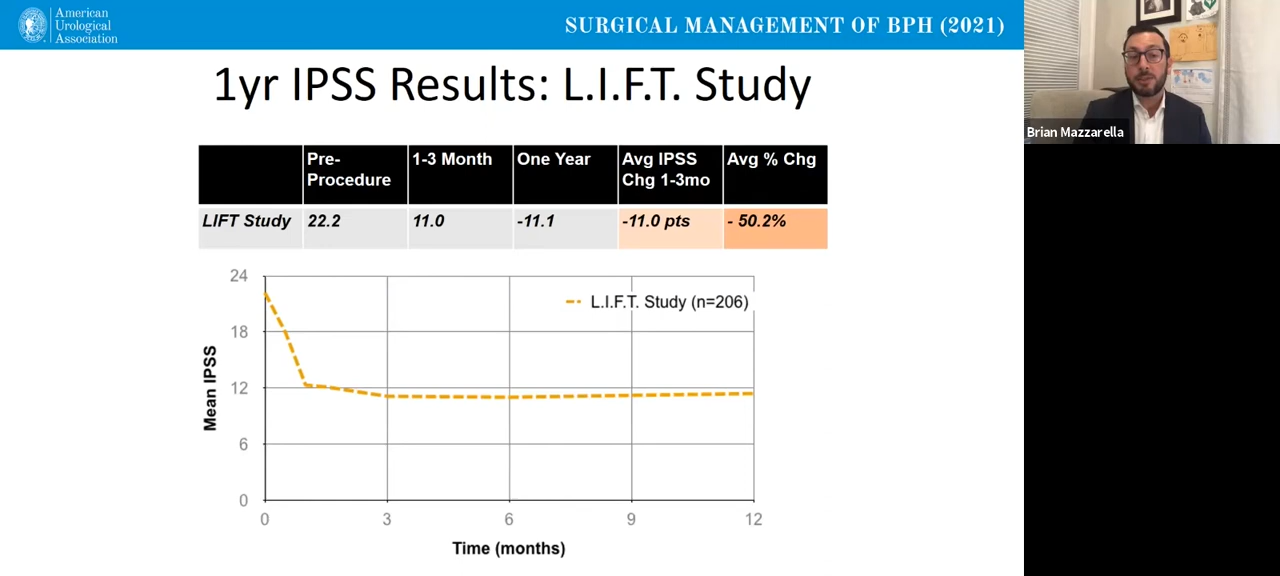 American
Urological
Association
SURGICAL MANAGEMENT OF BPH (2021)
Brian Mazzarella
1yr IPSS Results: L.I.F.T. Study
Pre-
Procedure
1-3 Month
One Year
Avg IPSS
Chg 1-3mo
Avg % Chg
LIFT Study
22.2
11.0
-11.1
-11.0 pts
- 50.2%
24
18
12
6
0
Mean IPSS
L.I.F.T. Study (n=206)
0 3 6 9 12
Time (months)